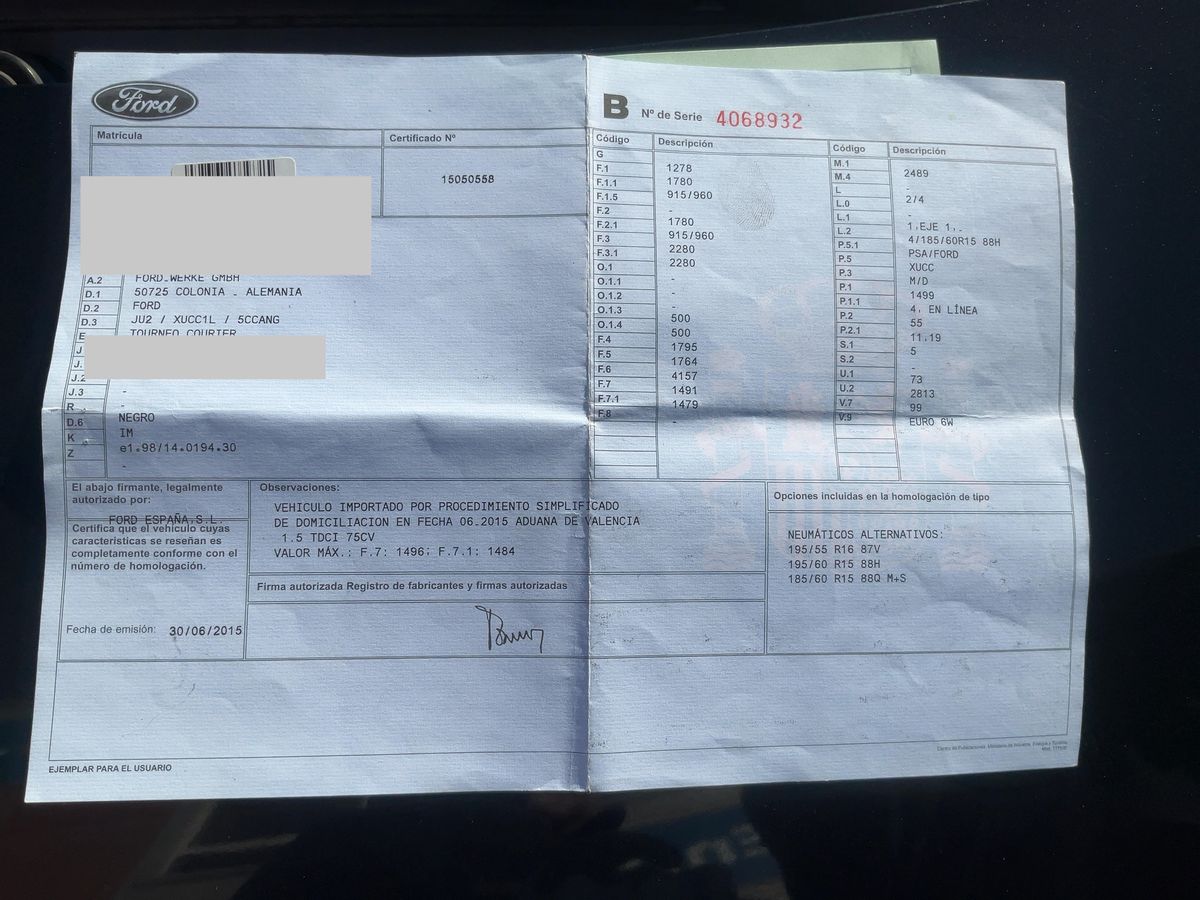 Ford
Matrícula
Certificado Nº
15050558
A.2 FORD-WERKE GMBH
D.1 50725 COLONIA - ALEMANIA
D.2 FORD
D.3 JU2 / XUCC1L / 5CCANG
E TOURNEO COURIER
J
J.
J.2
J.3 -
R -
D.6 NEGRO
K IM
Z e1*98/14*0194*30
-
B Nº de Serie 4068932
Código Descripción
G
F.1 1278
F.1.1 1780
F.1.5 915/960
F.2 -
F.2.1 1780
F.3 915/960
F.3.1 2280
O.1 2280
O.1.1 -
O.1.2 -
O.1.3 -
O.1.4 500
F.4 500
F.5 1795
F.6 1764
F.7 4157
F.7.1 1491
F.8 1479
-
Código Descripción
M.1
M.4 2489
L -
L.0 2/4
L.1 -
L.2 1,EJE 1,-
P.5.1 4/185/60R15 88H
P.5 PSA/FORD
P.3 XUCC
P.1 M/D
P.1.1 1499
P.2 4, EN LÍNEA
P.2.1 55
S.1 11,19
S.2 5
U.1 -
U.2 73
V.7 2813
V.9 99
EURO 6W
El abajo firmante, legalmente
autorizado por:
FORD ESPAÑA,S.L.
Certifica que el vehículo cuyas
características se reseñan es
completamente conforme con el
número de homologación.
Fecha de emisión: 30/06/2015
Observaciones:
VEHICULO IMPORTADO POR PROCEDIMIENTO SIMPLIFICADO
DE DOMICILIACION EN FECHA 06.2015 ADUANA DE VALENCIA
1.5 TDCI 75CV
VALOR MÁX.: F.7: 1496; F.7.1: 1484
Firma autorizada Registro de fabricantes y firmas autorizadas
Opciones incluidas en la homologación de tipo
NEUMÁTICOS ALTERNATIVOS:
195/55 R16 87V
195/60 R15 88H
185/60 R15 88Q M+S
Centro de Publicaciones. Ministerio de Industria, Energía y Turismo
EJEMPLAR PARA EL USUARIO